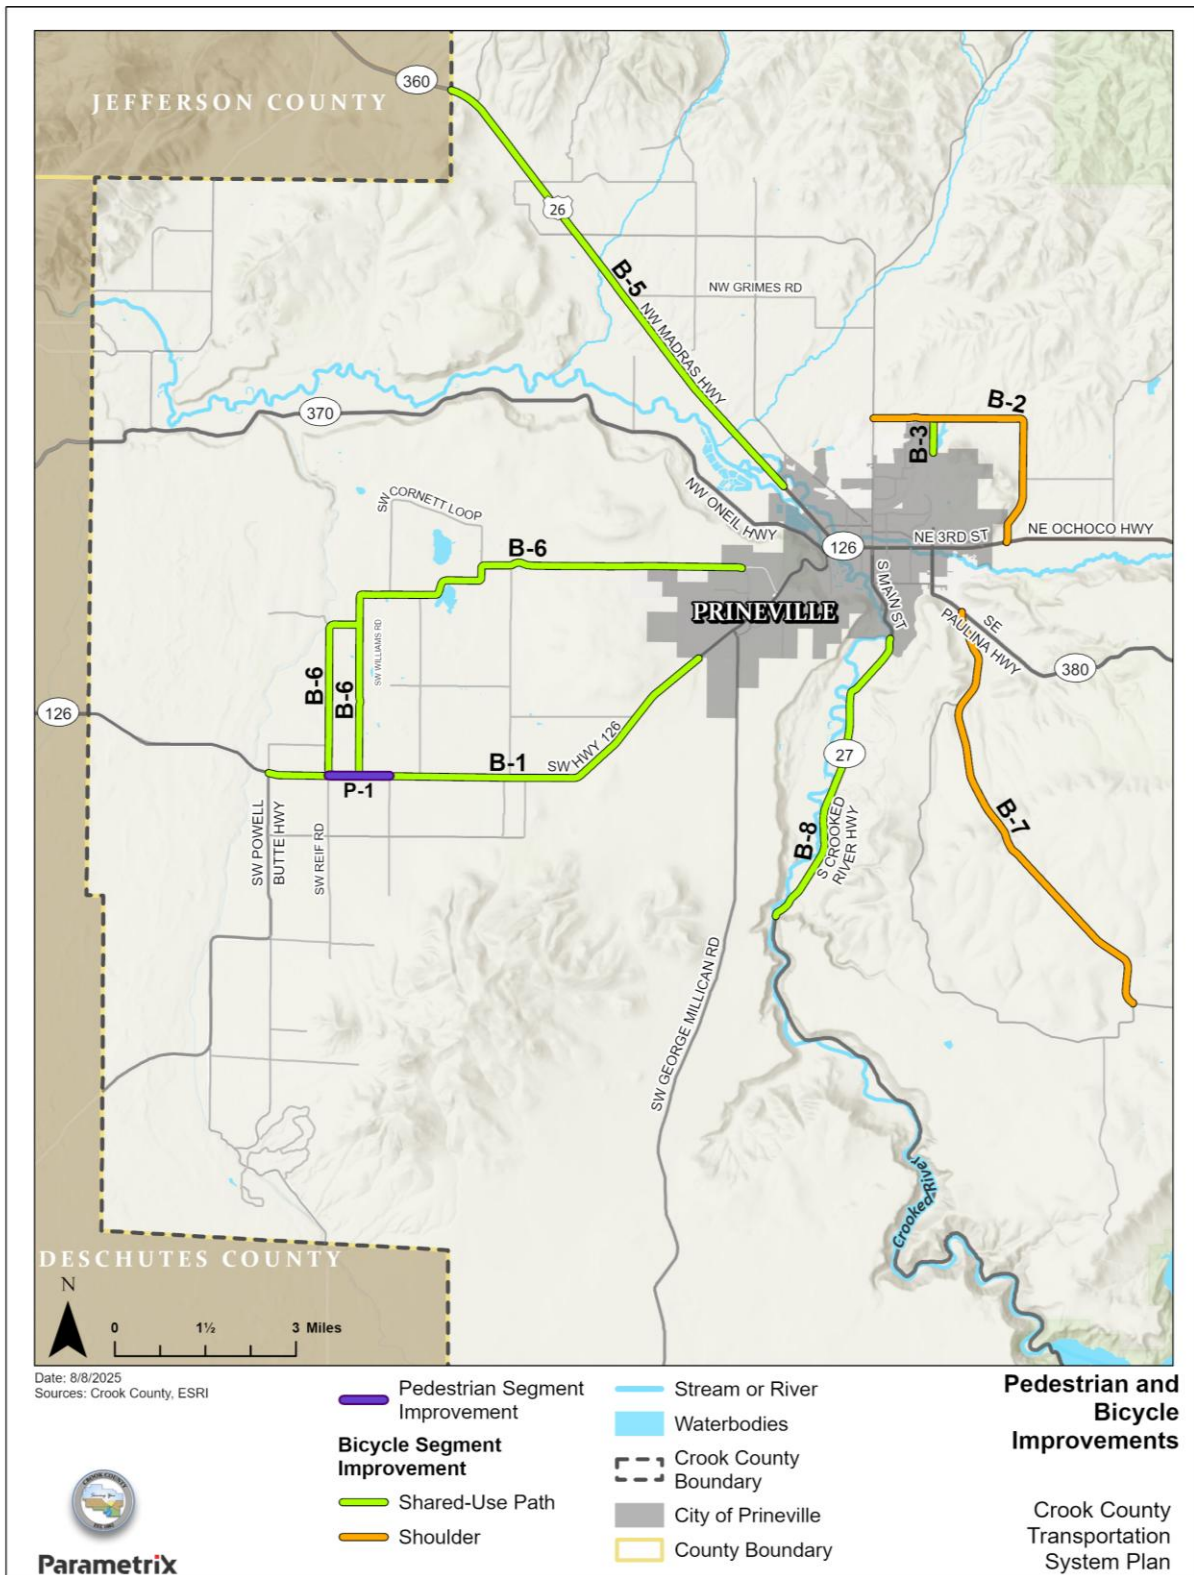 360
JEFFERSON COUNTY
26
B-5
NW GRIMES RD
NW MADRAS HWY
370
B-2
B-3
SW CORNETT LOOP
NW ONEIL HWY
NE OCHOCO HWY
NE 3RD ST
126
B-6
S MAIN ST
PRINEVILLE
SE
PAULINA HWY
380
SW WILLIAMS RD
B-6
B-6
126
SW HWY 126
B-1
27
P-1
B-7
B-8
S CROOKED
RIVER HWY
SW POWELL
BUTTE HWY
SW REIF RD
SW GEORGE MILLICAN RD
Crooked River
DESCHUTES COUNTY
N
0 1½ 3 Miles
Date: 8/8/2025
Sources: Crook County, ESRI
Pedestrian Segment
Improvement
Bicycle Segment
Improvement
Shared-Use Path
Shoulder
Stream or River
Waterbodies
Crook County
Boundary
City of Prineville
County Boundary
Pedestrian and
Bicycle
Improvements
Crook County
Transportation
System Plan
CROOK COUNTY
Parametrix